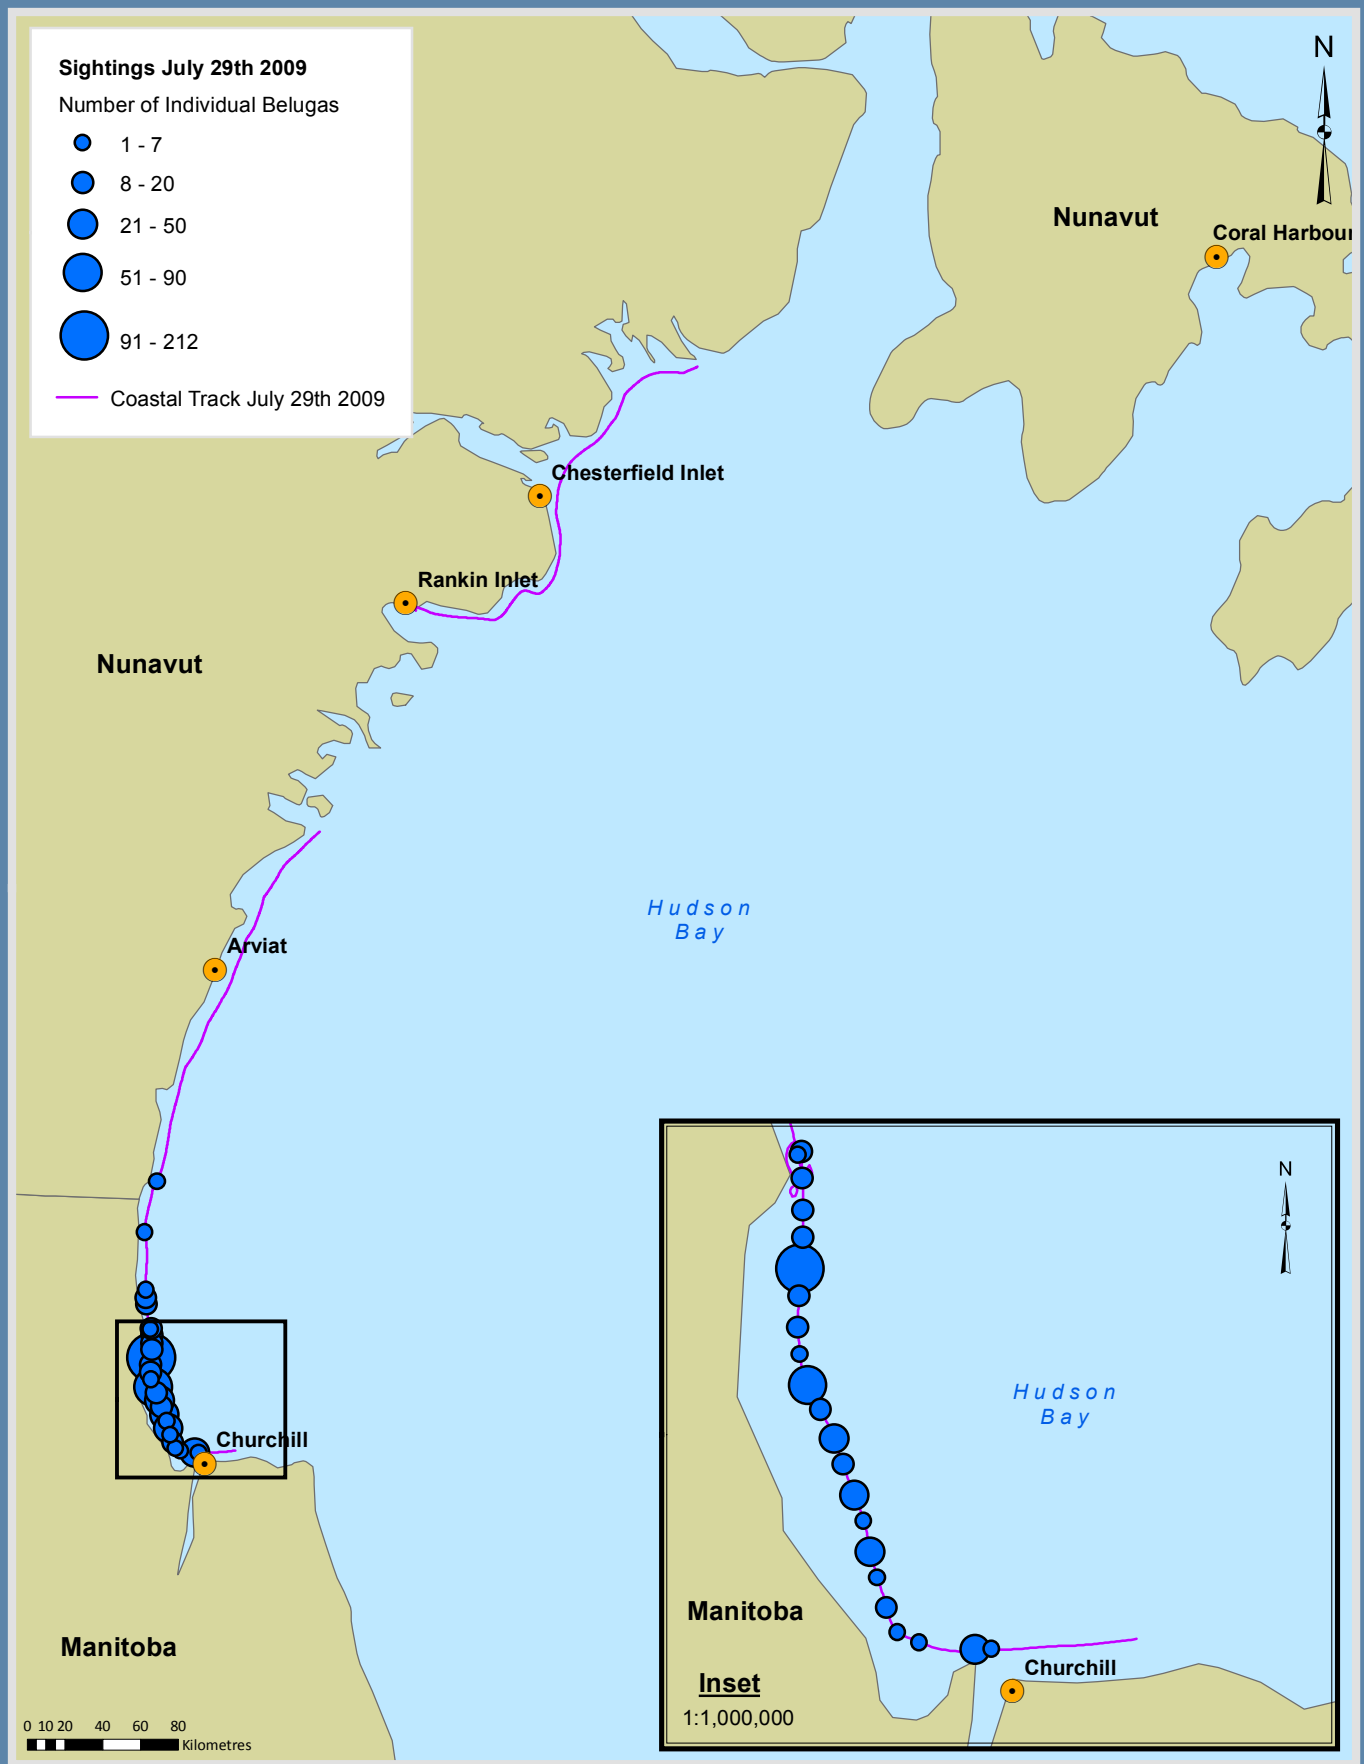 Sightings July 29th 2009
Number of Individual Belugas
1 - 7
8 - 20
21 - 50
51 - 90
91 - 212
Coastal Track July 29th 2009
N
Nunavut
Coral Harbour
Chesterfield Inlet
Rankin Inlet
Nunavut
Hudson
Bay
Arviat
Churchill
Manitoba
0 10 20 40 60 80
Kilometres
N
Hudson
Bay
Manitoba
Churchill
Inset
1:1,000,000